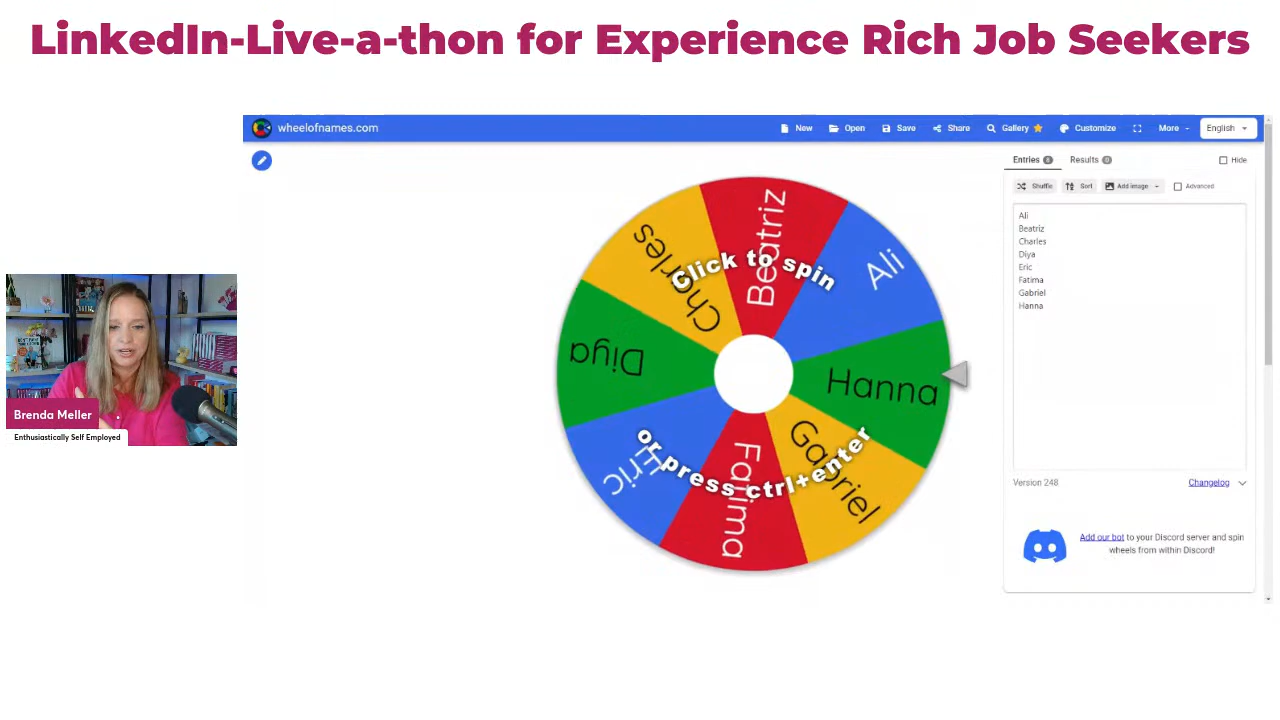 LinkedIn-Live-a-thon for Experience Rich Job Seekers
wheelofnames.com
New
Open
Save
Share
Gallery
Customize
More
English
Entries 8
Results 0
Hide
Shuffle
Sort
Add image
Advanced
Ali
Beatriz
Charles
Diya
Eric
Fatima
Gabriel
Hanna
Click to spin
or press ctrl+enter
Beatriz
Ali
Hanna
Gabriel
Fatima
Eric
Diya
Charles
Version 248
Changelog
Add our bot to your Discord server and spin
wheels from within Discord!
Brenda Meller
Enthusiastically Self Employed